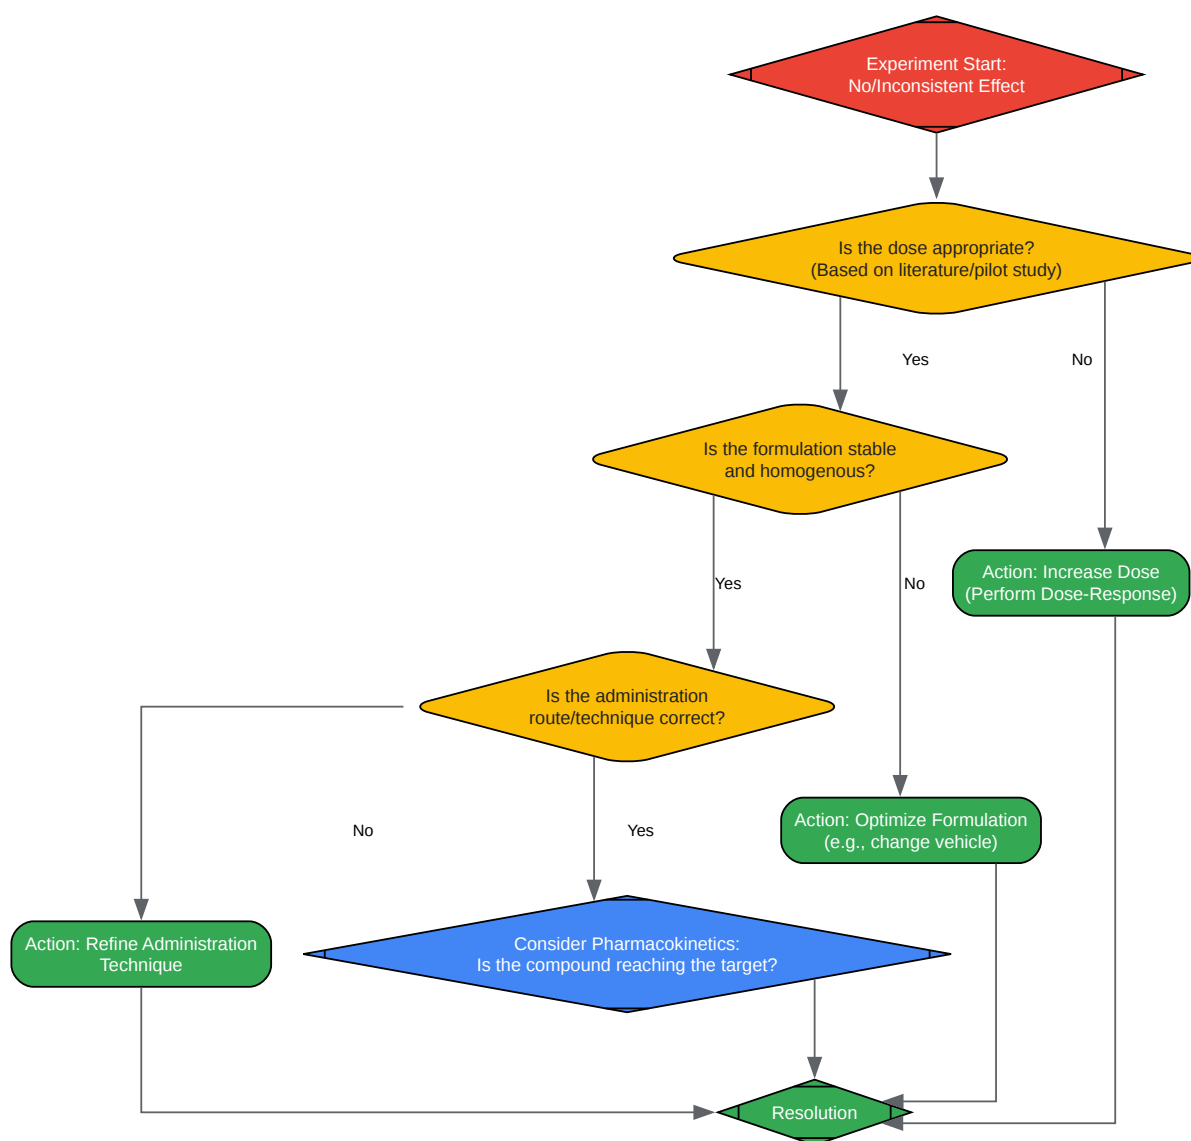 Experiment Start:
No/Inconsistent Effect
Is the dose appropriate?
(Based on literature/pilot study)
Yes
No
Is the formulation stable
and homogenous?
Yes
No
Action: Increase Dose
(Perform Dose-Response)
Is the administration
route/technique correct?
No
Yes
Action: Optimize Formulation
(e.g., change vehicle)
Action: Refine Administration
Technique
Consider Pharmacokinetics:
Is the compound reaching the target?
Resolution